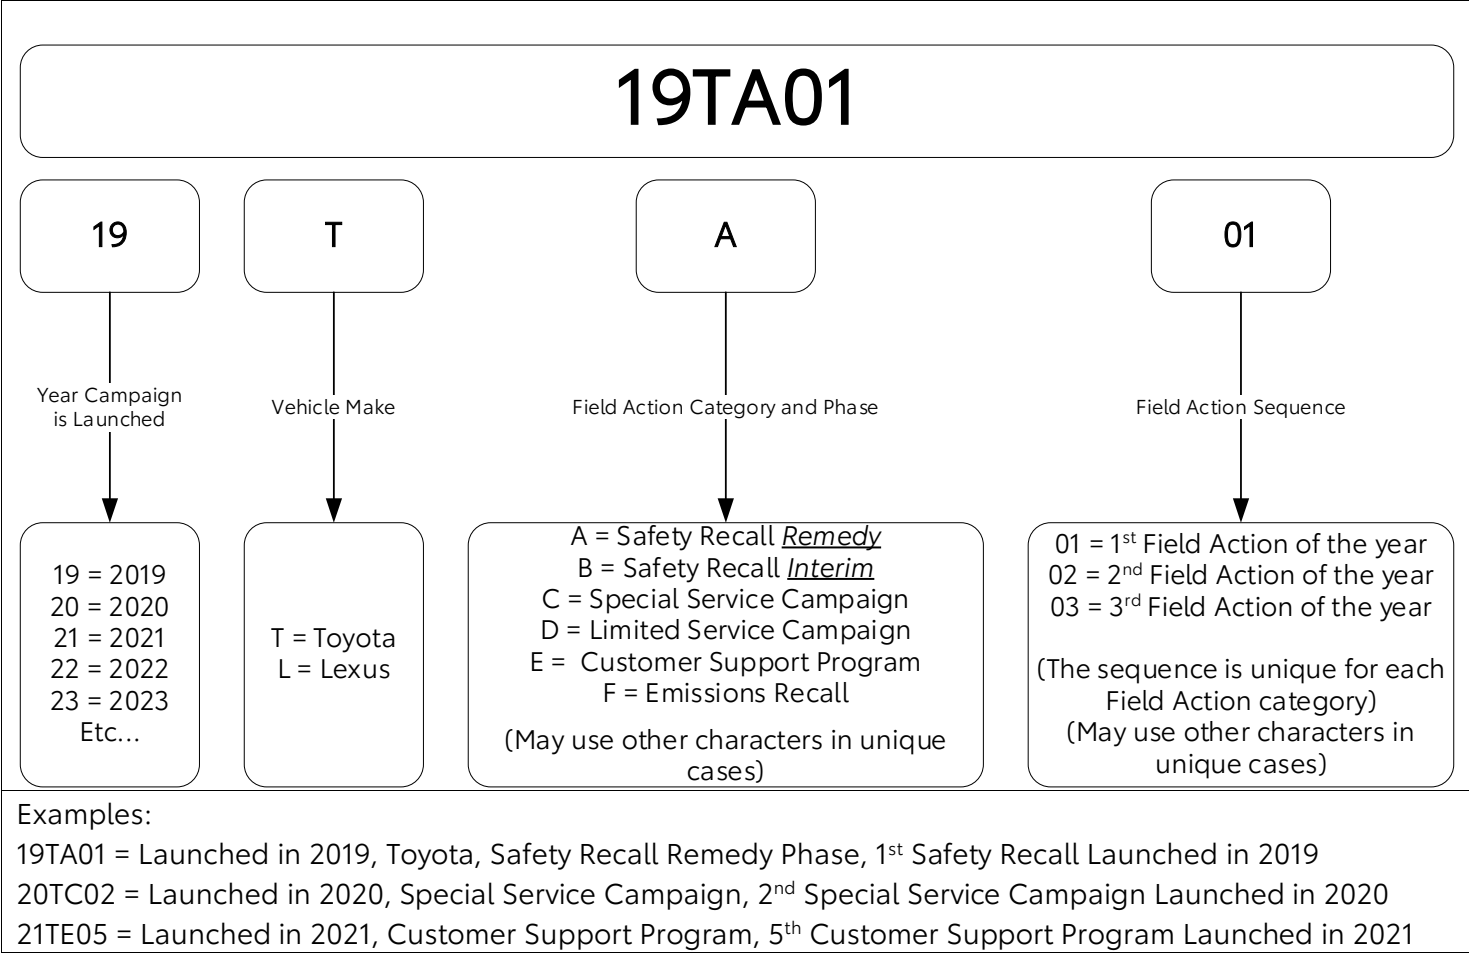 19TA01
19
T
A
01
Year Campaign
is Launched
Vehicle Make
Field Action Category and Phase
Field Action Sequence
19 = 2019
20 = 2020
21 = 2021
22 = 2022
23 = 2023
Etc...
T = Toyota
L = Lexus
A = Safety Recall Remedy
B = Safety Recall Interim
C = Special Service Campaign
D = Limited Service Campaign
E =  Customer Support Program
F = Emissions Recall
(May use other characters in unique
cases)
01 = 1st Field Action of the year
02 = 2nd Field Action of the year
03 = 3rd Field Action of the year
(The sequence is unique for each
Field Action category)
(May use other characters in
unique cases)
Examples:
19TA01 = Launched in 2019, Toyota, Safety Recall Remedy Phase, 1st Safety Recall Launched in 2019
20TC02 = Launched in 2020, Special Service Campaign, 2nd Special Service Campaign Launched in 2020
21TE05 = Launched in 2021, Customer Support Program, 5th Customer Support Program Launched in 2021